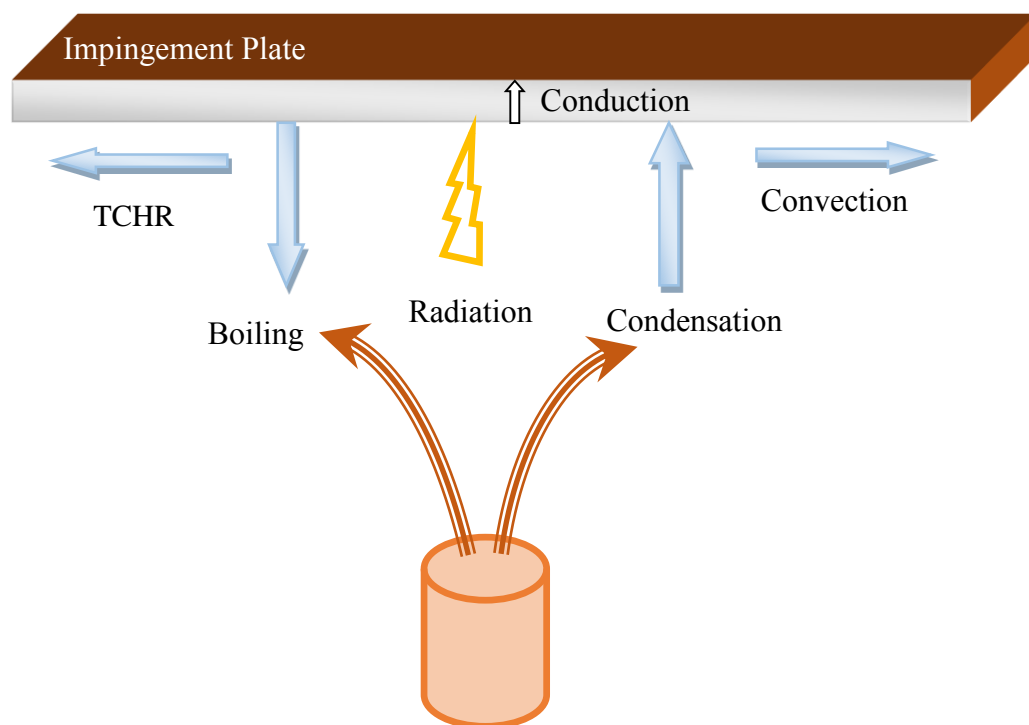 Impingement Plate
Conduction
TCHR
Convection
Boiling
Radiation
Condensation